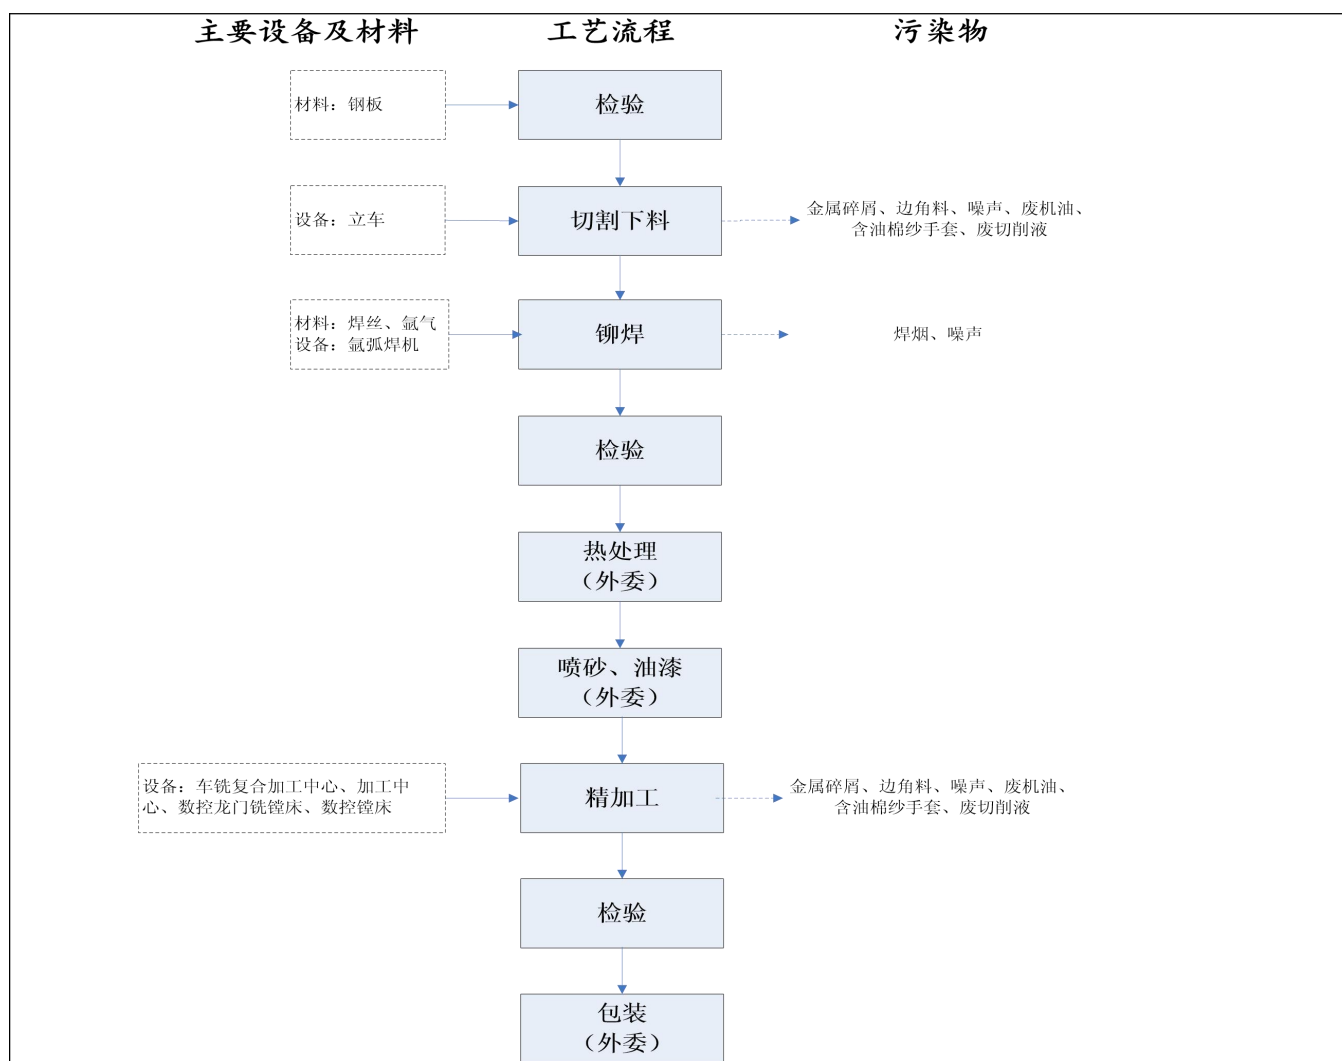 主要设备及材料
工艺流程
污染物
材料：钢板
检验
设备：立车
切割下料
金属碎屑、边角料、噪声、废机油、
含油棉纱手套、废切削液
材料：焊丝、氩气
设备：氩弧焊机
铆焊
焊烟、噪声
检验
热处理
（外委）
喷砂、油漆
（外委）
设备：车铣复合加工中心、加工中
心、数控龙门铣镗床、数控镗床
精加工
金属碎屑、边角料、噪声、废机油、
含油棉纱手套、废切削液
检验
包装
（外委）